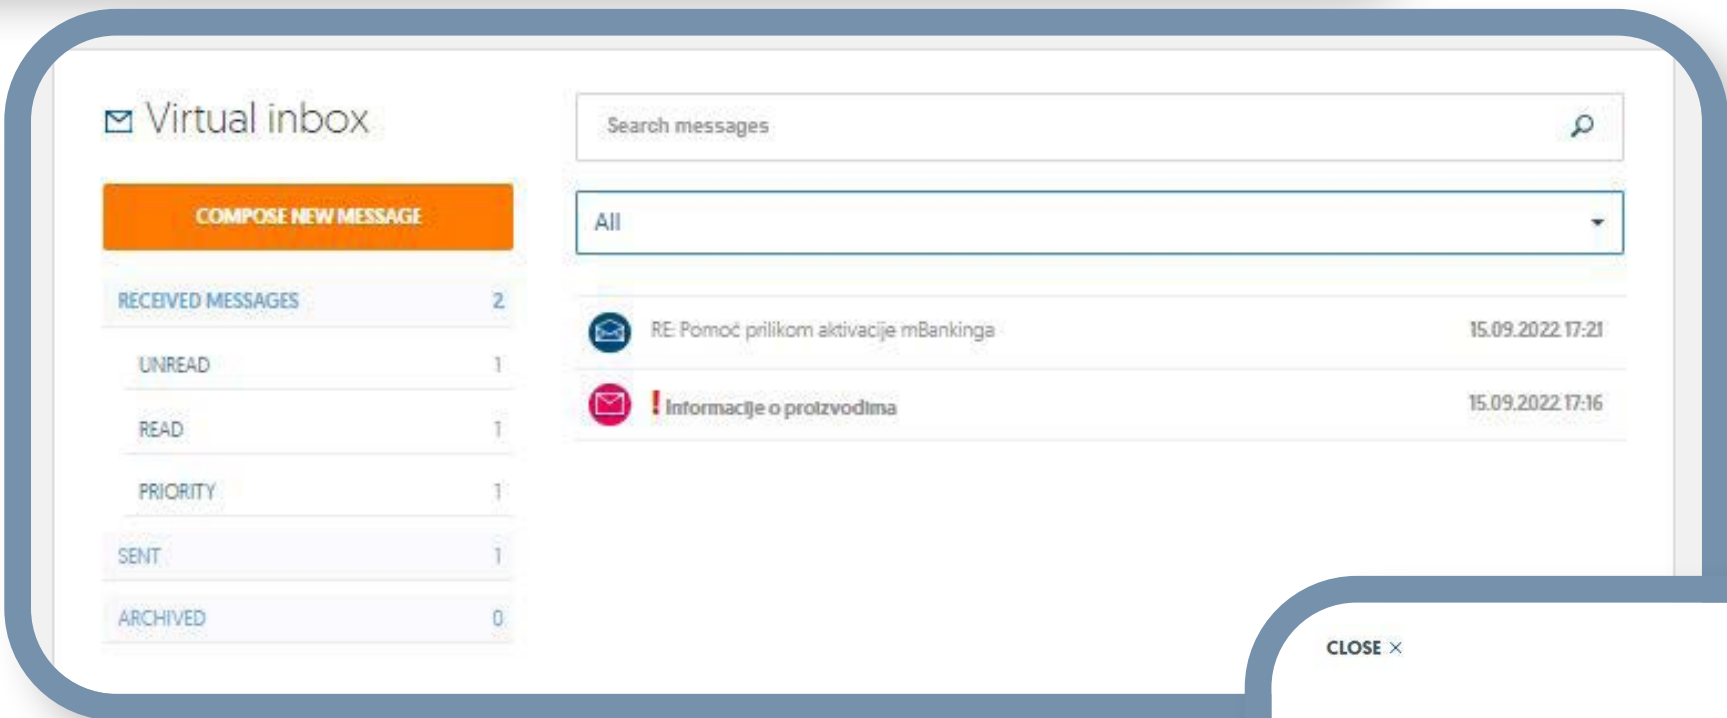 Virtual inbox
Search messages
COMPOSE NEW MESSAGE
All
RECEIVED MESSAGES 2
UNREAD 1
READ 1
PRIORITY 1
SENT 1
ARCHIVED 0
RE: Pomoć prilikom aktivacije mBankinga 15.09.2022 17:21
! Informacije o proizvodima 15.09.2022 17:16
CLOSE ×